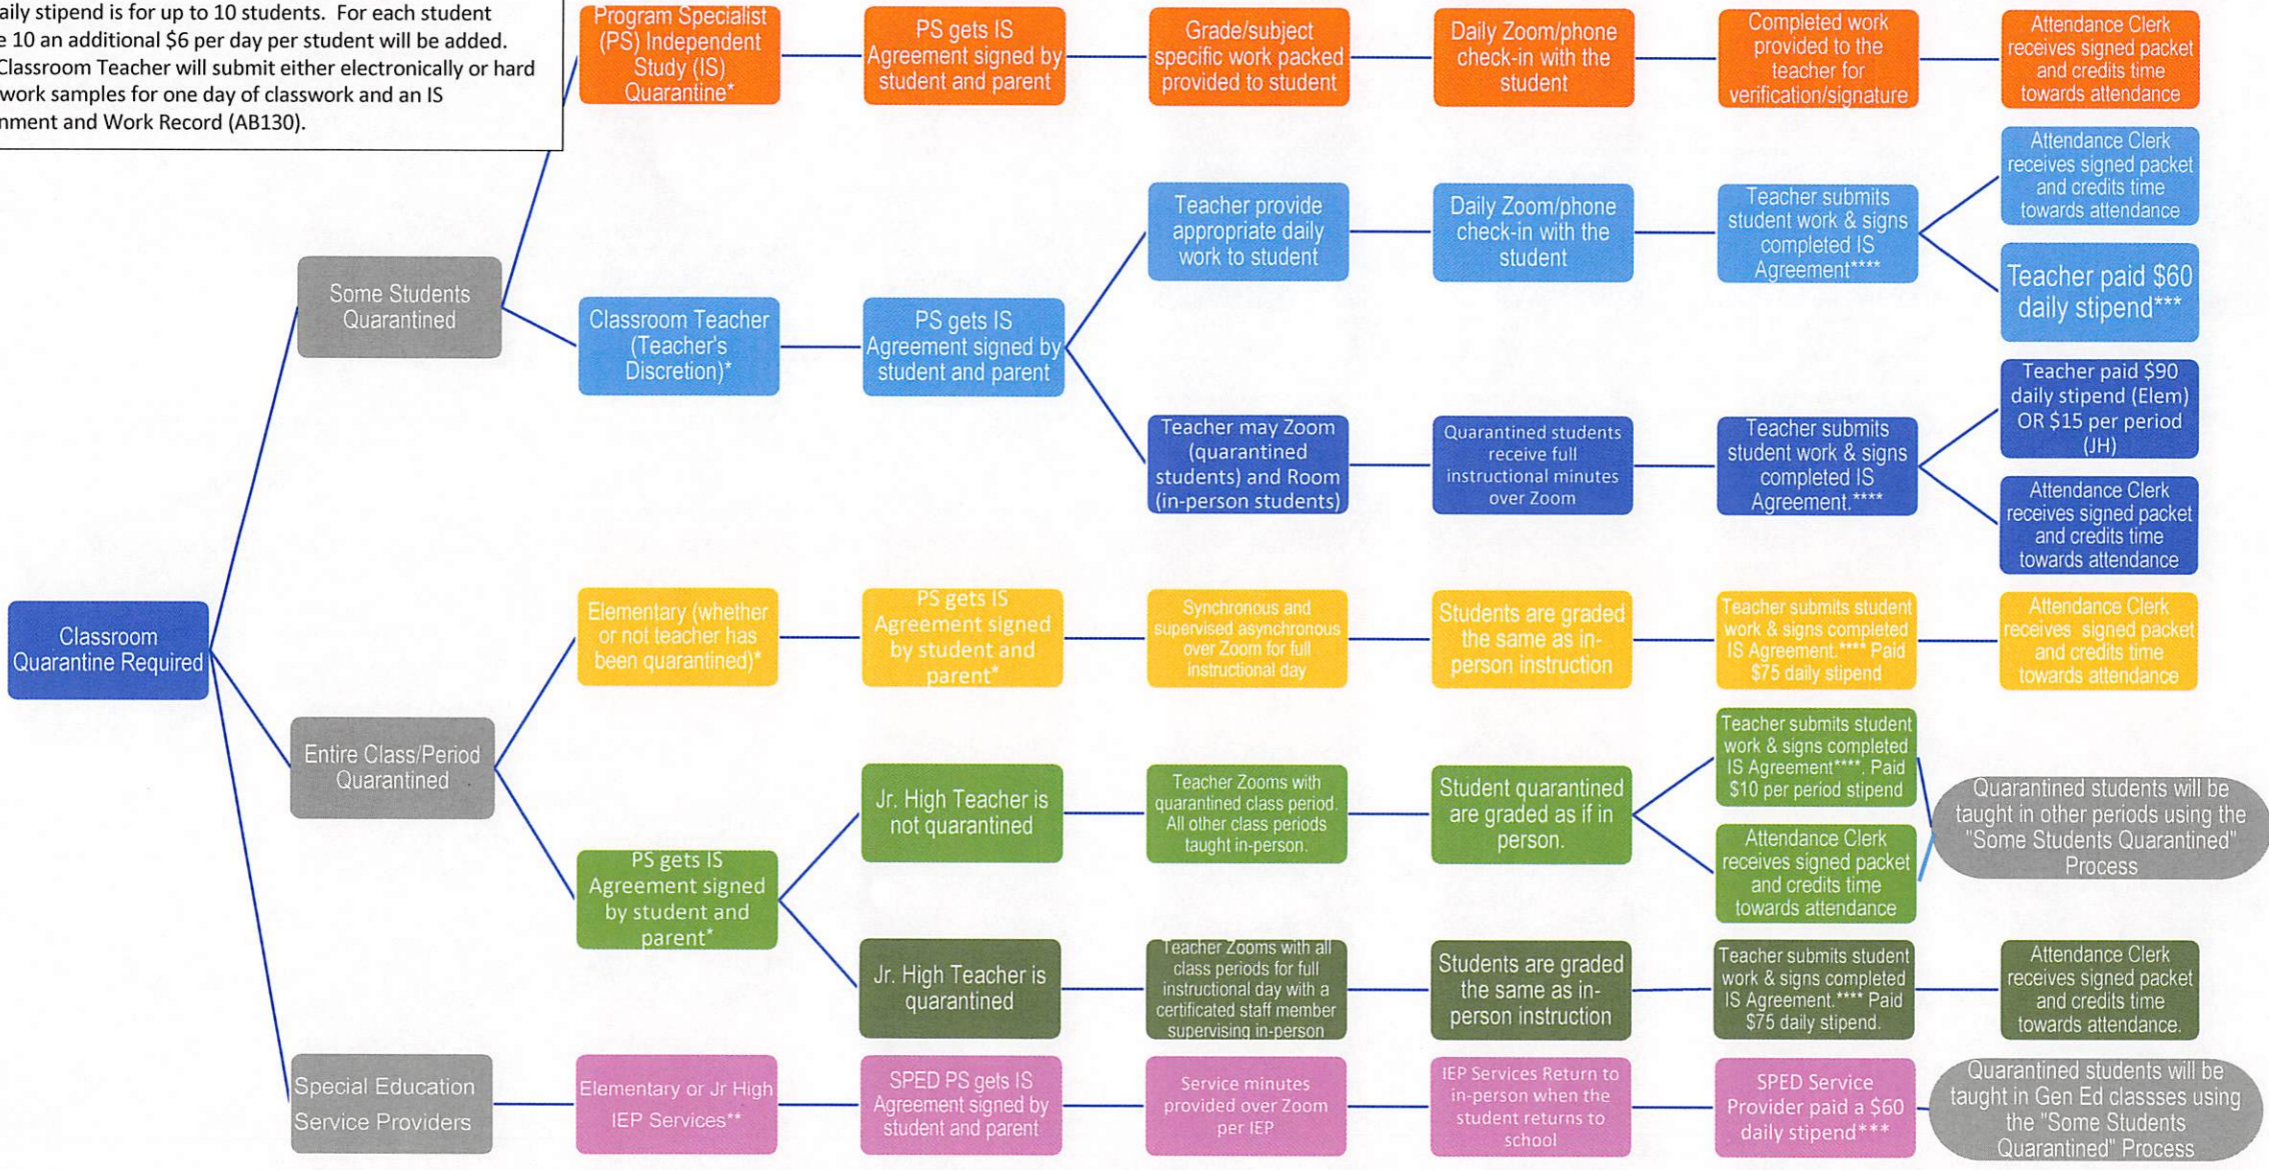 aily stipend is for up to 10 students. For each student
e 10 an additional $6 per day per student will be added.
Classroom Teacher will submit either electronically or hard
work samples for one day of classwork and an IS
nment and Work Record (AB130).
Program Specialist
(PS) Independent
Study (IS)
Quarantine*
PS gets IS
Agreement signed by
student and parent
Grade/subject
specific work packed
provided to student
Daily Zoom/phone
check-in with the
student
Completed work
provided to the
teacher for
verification/signature
Attendance Clerk
receives signed packet
and credits time
towards attendance
Some Students
Quarantined
Classroom Teacher
(Teacher's
Discretion)*
PS gets IS
Agreement signed by
student and parent
Teacher provide
appropriate daily
work to student
Daily Zoom/phone
check-in with the
student
Teacher submits
student work & signs
completed IS
Agreement****
Attendance Clerk
receives signed packet
and credits time
towards attendance
Teacher paid $60
daily stipend***
Teacher may Zoom
(quarantined
students) and Room
(in-person students)
Quarantined students
receive full
instructional minutes
over Zoom
Teacher submits
student work & signs
completed IS
Agreement.****
Teacher paid $90
daily stipend (Elem)
OR $15 per period
(JH)
Attendance Clerk
receives signed packet
and credits time
towards attendance
Classroom
Quarantine Required
Entire Class/Period
Quarantined
Elementary (whether
or not teacher has
been quarantined)*
PS gets IS
Agreement signed
by student and
parent*
Synchronous and
supervised asynchronous
over Zoom for full
instructional day
Students are graded
the same as in-
person instruction
Teacher submits student
work & signs completed
IS Agreement.**** Paid
$75 daily stipend
Attendance Clerk
receives signed packet
and credits time
towards attendance
PS gets IS
Agreement signed
by student and
parent*
Jr. High Teacher is
not quarantined
Teacher Zooms with
quarantined class period.
All other class periods
taught in-person.
Student quarantined
are graded as if in
person.
Teacher submits student
work & signs completed
IS Agreement****. Paid
$10 per period stipend
Attendance Clerk
receives signed packet
and credits time
towards attendance
Quarantined students will be
taught in other periods using the
"Some Students Quarantined"
Process
Jr. High Teacher is
quarantined
Teacher Zooms with all
class periods for full
instructional day with a
certificated staff member
supervising in-person
Students are graded
the same as in-
person instruction
Teacher submits student
work & signs completed
IS Agreement.**** Paid
$75 daily stipend.
Attendance Clerk
receives signed packet
and credits time
towards attendance.
Special Education
Service Providers
Elementary or Jr High
IEP Services**
SPED PS gets IS
Agreement signed by
student and parent
Service minutes
provided over Zoom
per IEP
IEP Services Return to
in-person when the
student returns to
school
SPED Service
Provider paid a $60
daily stipend***
Quarantined students will be
taught in Gen Ed classses using
the "Some Students
Quarantined" Process